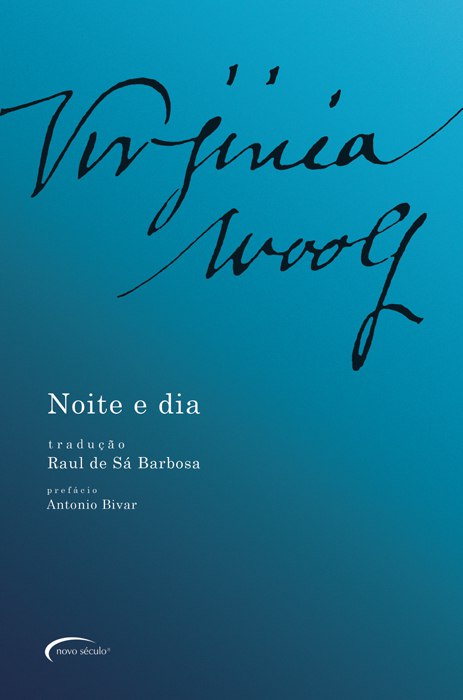 Virginia
Woolf
Noite e dia
tradução
Raul de Sá Barbosa
prefácio
Antonio Bivar
novo século®